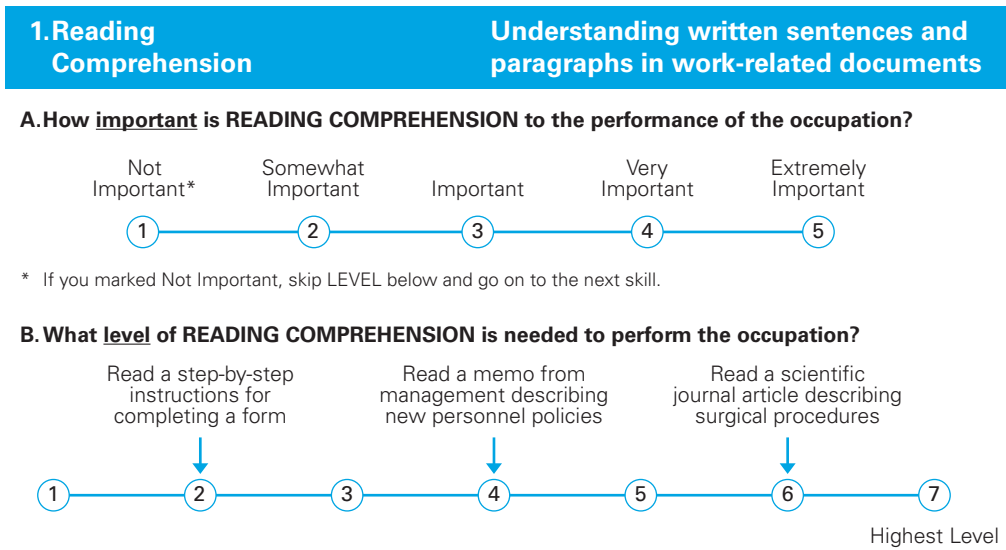 1.Reading
Comprehension
Understanding written sentences and
paragraphs in work-related documents
A.How important is READING COMPREHENSION to the performance of the occupation?
Not
Important*
Somewhat
Important
Important
Very
Important
Extremely
Important
1
2
3
4
5
* If you marked Not Important, skip LEVEL below and go on to the next skill.
B. What level of READING COMPREHENSION is needed to perform the occupation?
Read a step-by-step
instructions for
completing a form
Read a memo from
management describing
new personnel policies
Read a scientific
journal article describing
surgical procedures
1
2
3
4
5
6
7
Highest Level